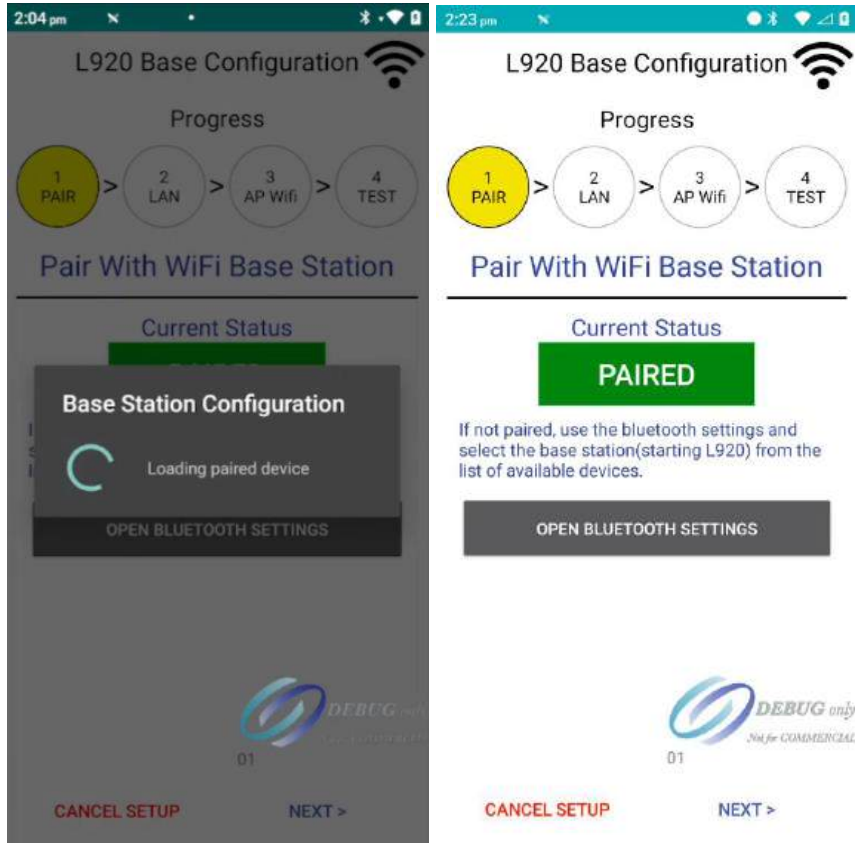 2:04 pm
L920 Base Configuration
Progress
1
PAIR
>
2
LAN
>
3
AP Wifi
>
4
TEST
Pair With WiFi Base Station
Current Status
Base Station Configuration
Loading paired device
OPEN BLUETOOTH SETTINGS
DEBUG only
01
CANCEL SETUP
NEXT >
2:23 pm
L920 Base Configuration
Progress
1
PAIR
>
2
LAN
>
3
AP Wifi
>
4
TEST
Pair With WiFi Base Station
Current Status
PAIRED
If not paired, use the bluetooth settings and
select the base station(starting L920) from the
list of available devices.
OPEN BLUETOOTH SETTINGS
DEBUG only
Not for COMMERCIAL
01
CANCEL SETUP
NEXT >